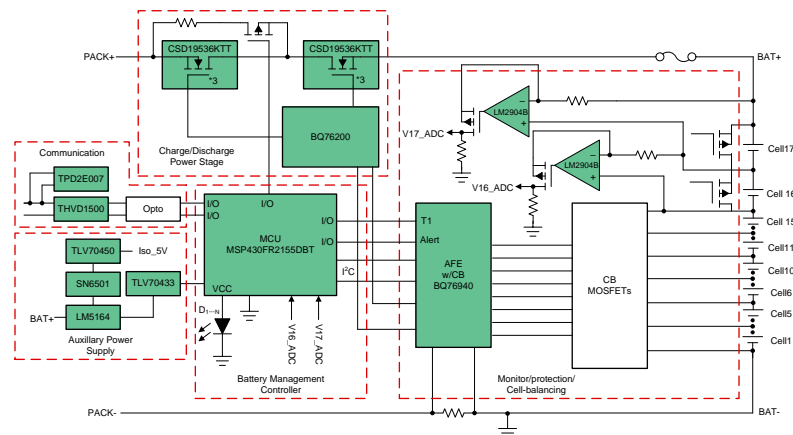 PACK+
CSD19536KTT
*3
CSD19536KTT
*3
BAT+
BQ76200
Charge/Discharge
Power Stage
LM2904B
V17_ADC
LM2904B
V16_ADC
Cell17
Cell 16
Cell 15
Cell11
Cell10
Cell6
Cell5
Cell1
Communication
TPD2E007
THVD1500
Opto
I/O
I/O
I/O
MCU
MSP430FR2155DBT
I/O
I/O
I²C
VCC
T1
Alert
AFE
w/CB
BQ76940
CB
MOSFETs
TLV70450
Iso_5V
SN6501
TLV70433
BAT+
LM5164
Auxillary Power
Supply
D1···N
V16_ADC
V17_ADC
Battery Management
Controller
Monitor/protection/
Cell-balancing
PACK-
BAT-